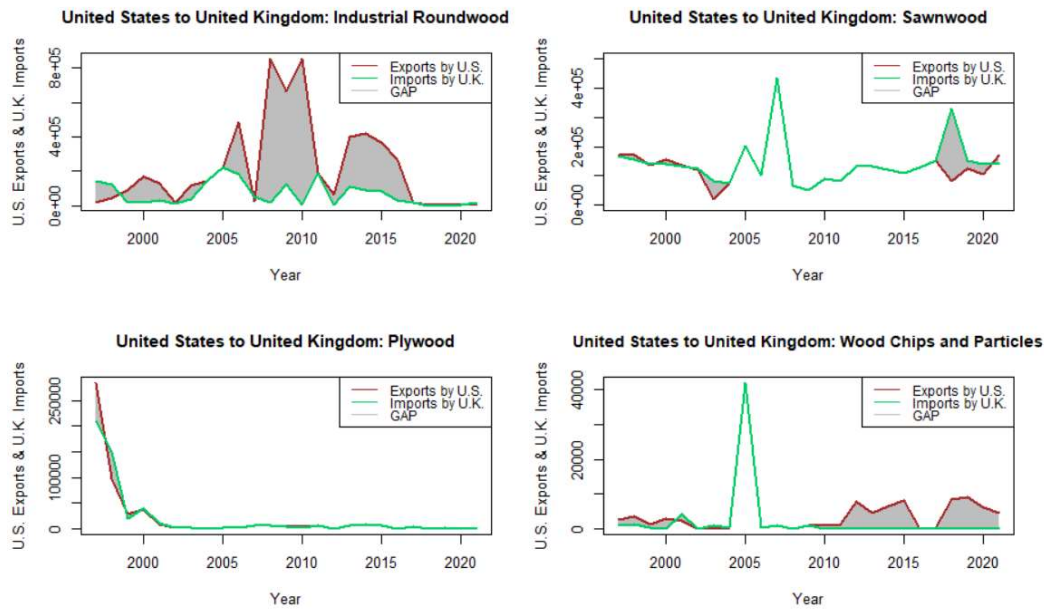 United States to United Kingdom: Industrial Roundwood
U.S. Exports & U.K. Imports
8e+05
4e+05
0e+00
Exports by U.S.
Imports by U.K.
GAP
2000 2005 2010 2015 2020
Year
United States to United Kingdom: Sawnwood
U.S. Exports & U.K. Imports
4e+05
2e+05
0e+00
Exports by U.S.
Imports by U.K.
GAP
2000 2005 2010 2015 2020
Year
United States to United Kingdom: Plywood
U.S. Exports & U.K. Imports
250000
100000
0
Exports by U.S.
Imports by U.K.
GAP
2000 2005 2010 2015 2020
Year
United States to United Kingdom: Wood Chips and Particles
U.S. Exports & U.K. Imports
40000
20000
0
Exports by U.S.
Imports by U.K.
GAP
2000 2005 2010 2015 2020
Year